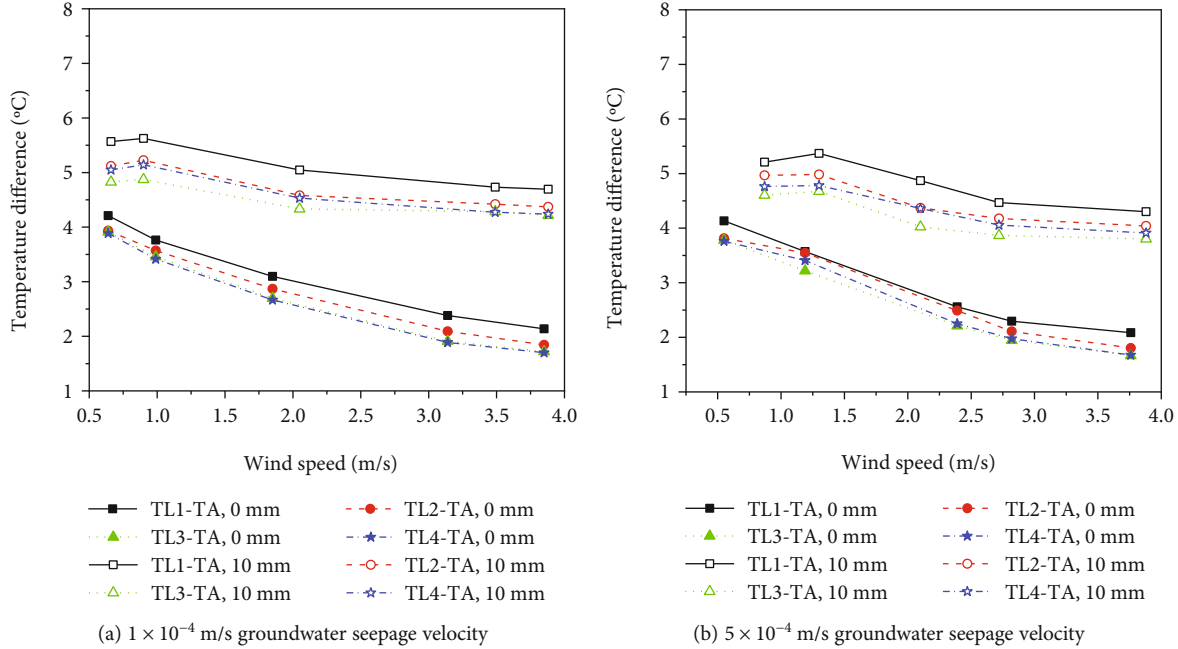 8
7
6
5
4
3
2
1
Temperature difference (°C)
0.5 1.0 1.5 2.0 2.5 3.0 3.5 4.0
Wind speed (m/s)
TL1-TA, 0 mm TL2-TA, 0 mm
TL3-TA, 0 mm TL4-TA, 0 mm
TL1-TA, 10 mm TL2-TA, 10 mm
TL3-TA, 10 mm TL4-TA, 10 mm
(a) 1 × 10⁻⁴ m/s groundwater seepage velocity
8
7
6
5
4
3
2
1
Temperature difference (°C)
0.5 1.0 1.5 2.0 2.5 3.0 3.5 4.0
Wind speed (m/s)
TL1-TA, 0 mm TL2-TA, 0 mm
TL3-TA, 0 mm TL4-TA, 0 mm
TL1-TA, 10 mm TL2-TA, 10 mm
TL3-TA, 10 mm TL4-TA, 10 mm
(b) 5 × 10⁻⁴ m/s groundwater seepage velocity